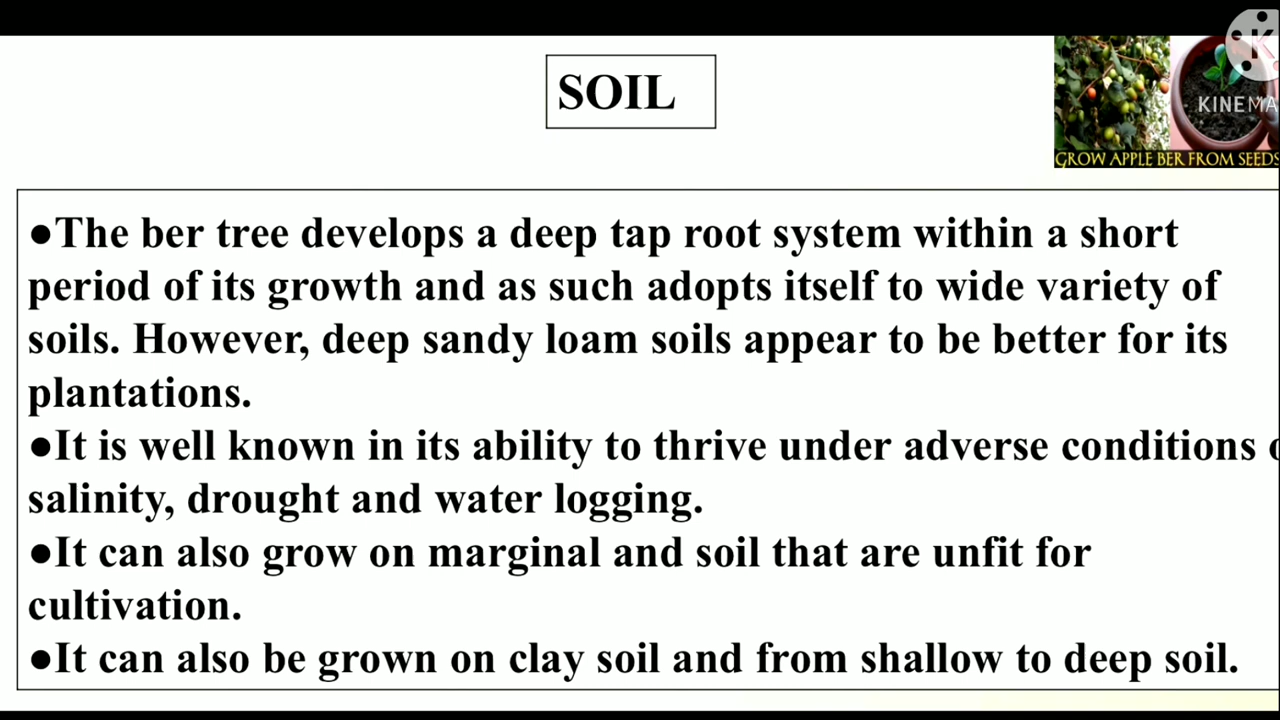 SOIL
KINEMA
GROW APPLE BER FROM SEEDS
●The ber tree develops a deep tap root system within a short
period of its growth and as such adopts itself to wide variety of
soils. However, deep sandy loam soils appear to be better for its
plantations.
●It is well known in its ability to thrive under adverse conditions
salinity, drought and water logging.
●It can also grow on marginal and soil that are unfit for
cultivation.
●It can also be grown on clay soil and from shallow to deep soil.